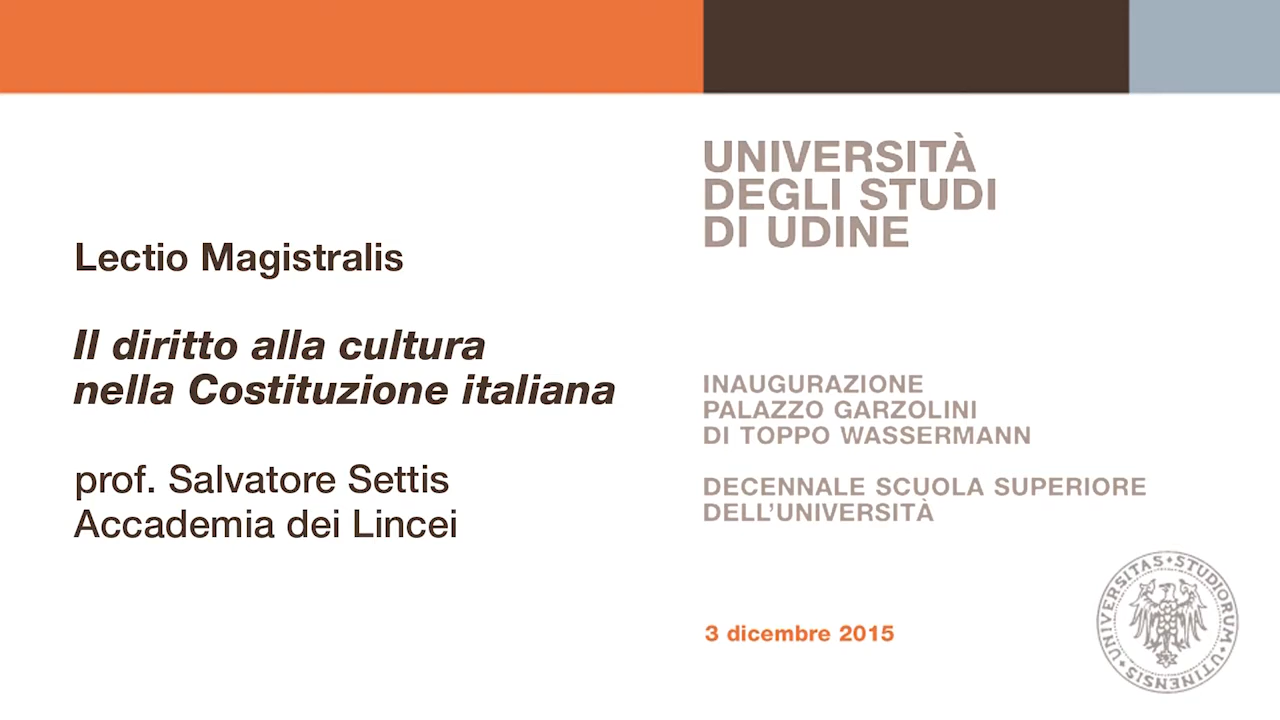 Lectio Magistralis
Il diritto alla cultura
nella Costituzione italiana
prof. Salvatore Settis
Accademia dei Lincei
UNIVERSITÀ
DEGLI STUDI
DI UDINE
INAUGURAZIONE
PALAZZO GARZOLINI
DI TOPPO WASSERMANN
DECENNALE SCUOLA SUPERIORE
DELL'UNIVERSITÀ
3 dicembre 2015
UNIVERSITAS STUDIORUM UTINENSIS